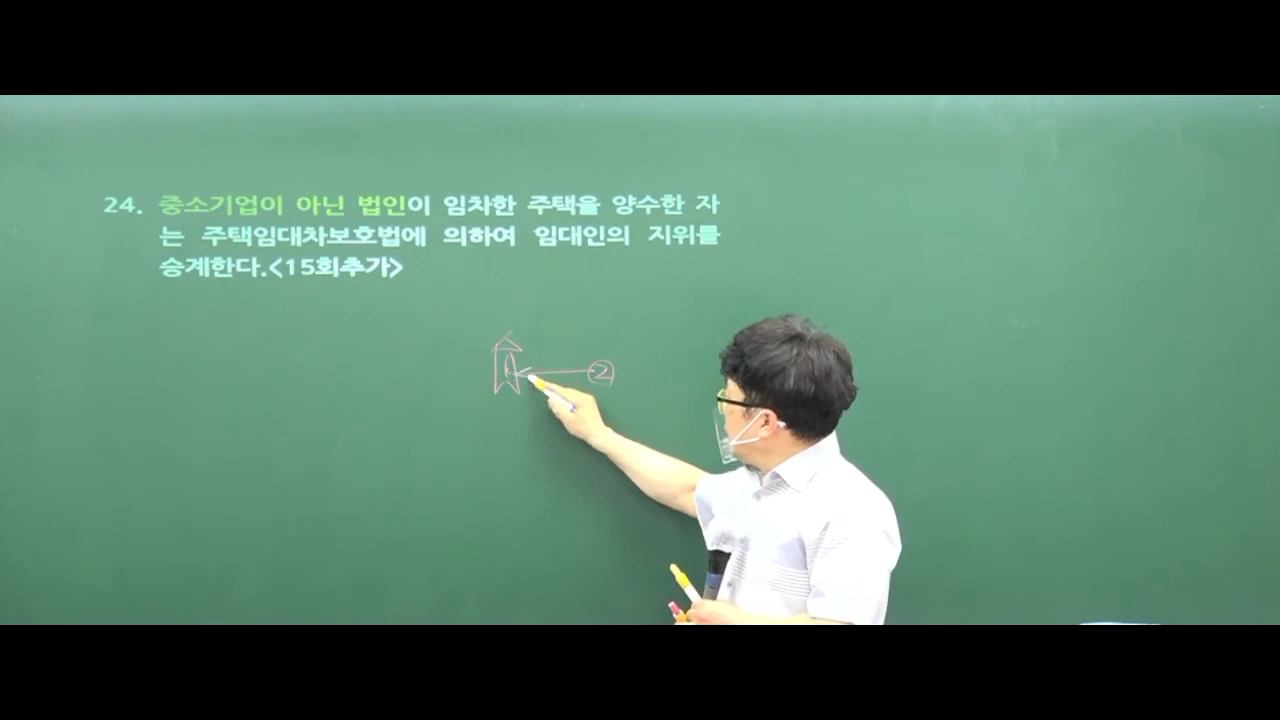 24. 중소기업이 아닌 법인이 임차한 주택을 양수한 자
는 주택임대차보호법에 의하여 임대인의 지위를
승계한다.<15회추가>
2